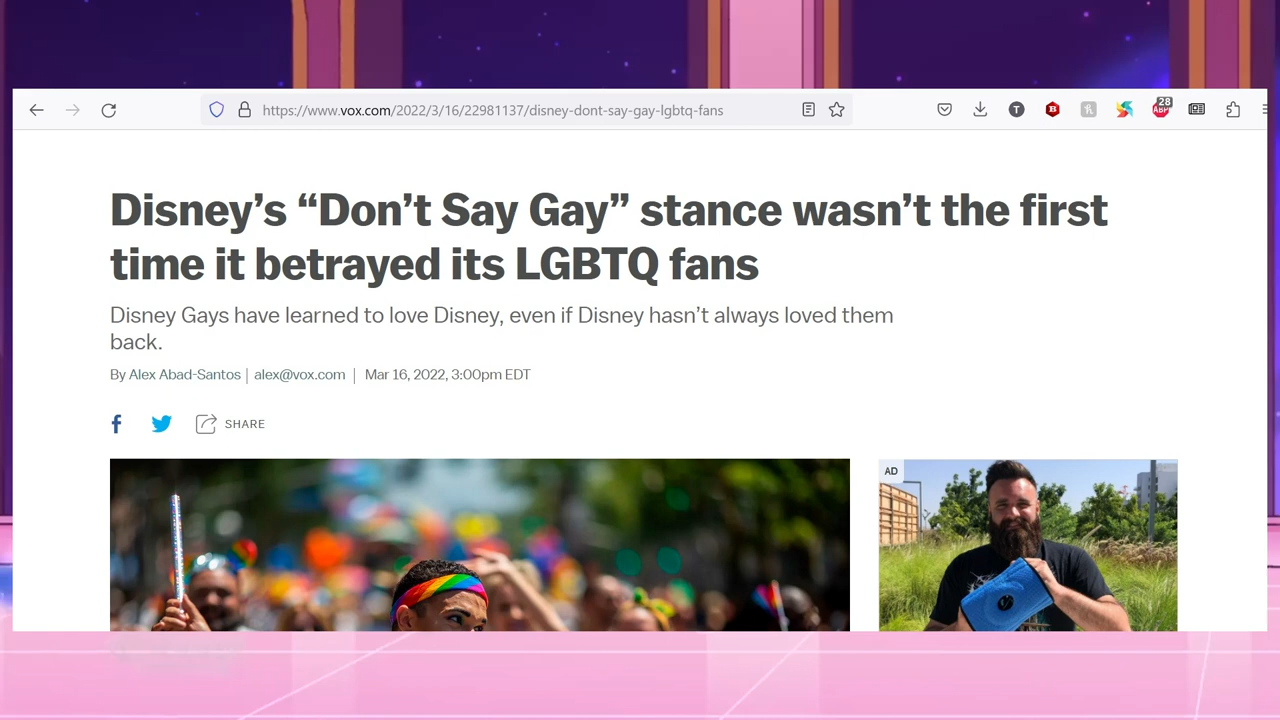 https://www.vox.com/2022/3/16/22981137/disney-dont-say-gay-lgbtq-fans
T
B
28
ABP
Disney's “Don't Say Gay” stance wasn't the first
time it betrayed its LGBTQ fans
Disney Gays have learned to love Disney, even if Disney hasn't always loved them
back.
By Alex Abad-Santos | alex@vox.com | Mar 16, 2022, 3:00pm EDT
SHARE
AD